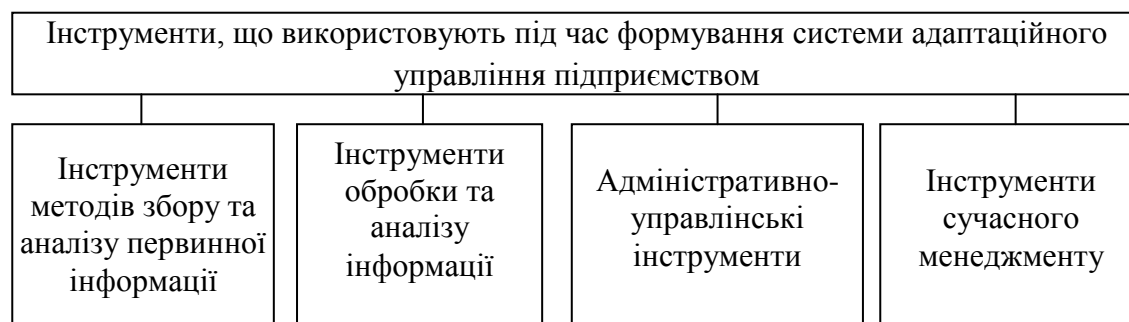 Інструменти, що використовують під час формування системи адаптаційного
управління підприємством
Інструменти
методів збору та
аналізу первинної
інформації
Інструменти
обробки та
аналізу
інформації
Адміністративно-
управлінські
інструменти
Інструменти
сучасного
менеджменту